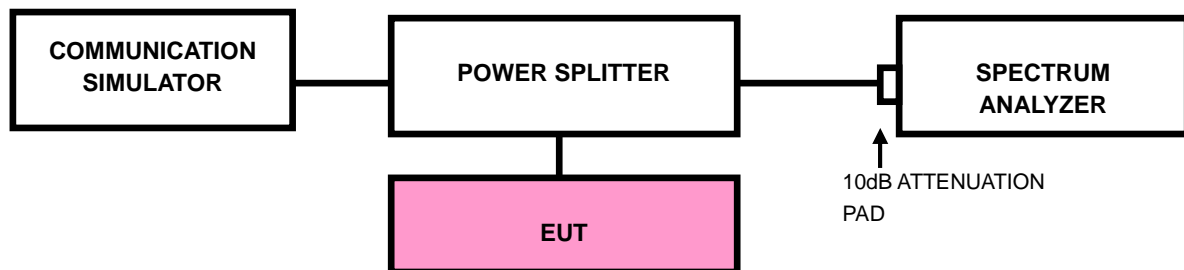 COMMUNICATION
SIMULATOR
POWER SPLITTER
SPECTRUM
ANALYZER
10dB ATTENUATION
PAD
EUT